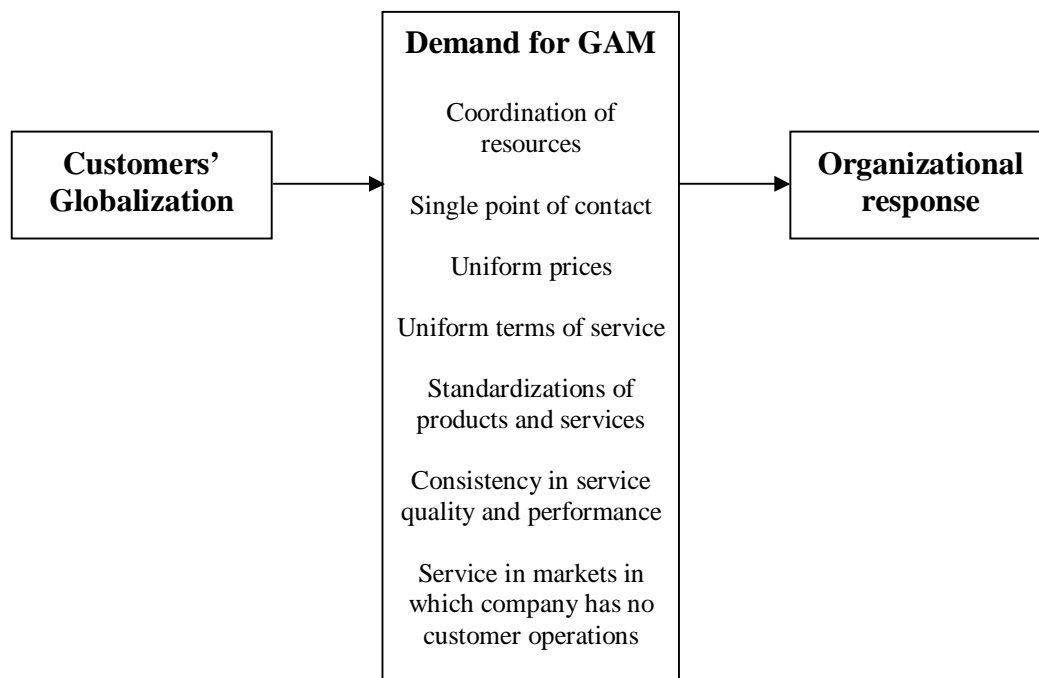 Customers’
Globalization
Demand for GAM
Coordination of
resources
Single point of contact
Uniform prices
Uniform terms of service
Standardizations of
products and services
Consistency in service
quality and performance
Service in markets in
which company has no
customer operations
Organizational
response